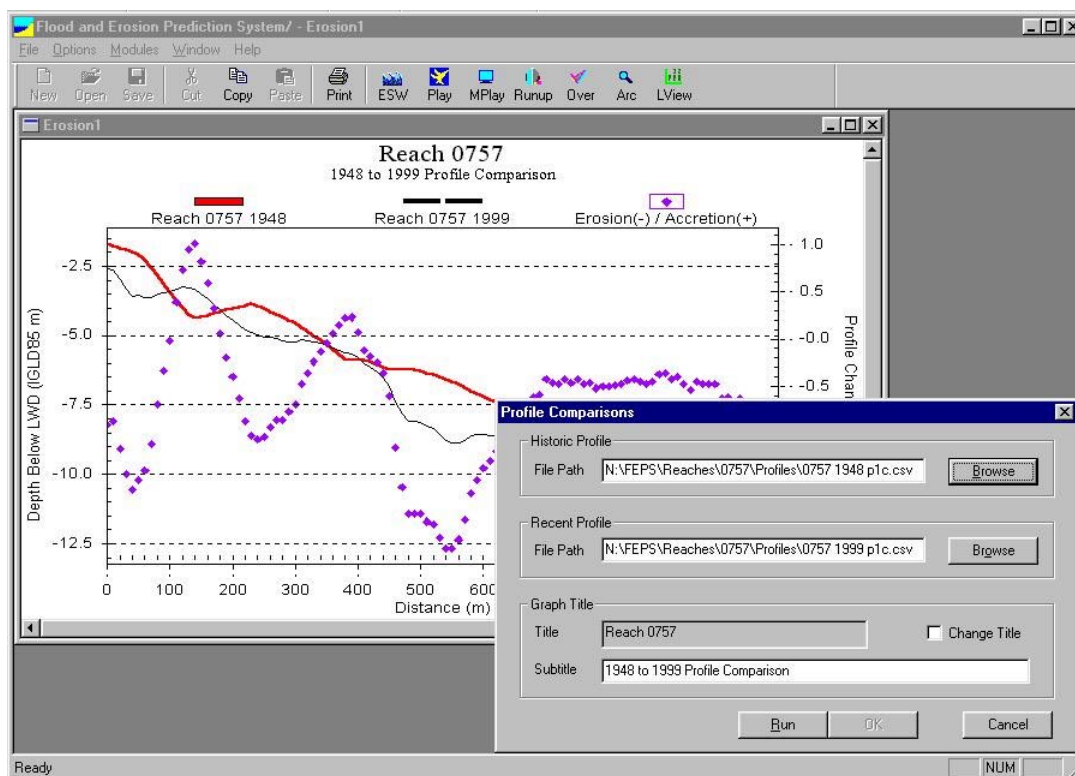 Flood and Erosion Prediction System/ - Erosion1
File Options Modules Window Help
New Open Save Cut Copy Paste Print ESW Play MPlay Runup Over Arc LView
Erosion1
Reach 0757
1948 to 1999 Profile Comparison
Reach 0757 1948 Reach 0757 1999 Erosion(-) / Accretion(+)
Depth Below LWD (IGLD'85 m)
-2.5
-5.0
-7.5
-10.0
-12.5
1.0
0.5
-0.0
-0.5
Profile Chan
0 100 200 300 400 500 600
Distance (m)
Profile Comparisons
Historic Profile
File Path N:\FEPS\Reaches\0757\Profiles\0757 1948 p1c.csv Browse
Recent Profile
File Path N:\FEPS\Reaches\0757\Profiles\0757 1999 p1c.csv Browse
Graph Title
Title Reach 0757 Change Title
Subtitle 1948 to 1999 Profile Comparison
Run OK Cancel
Ready NUM